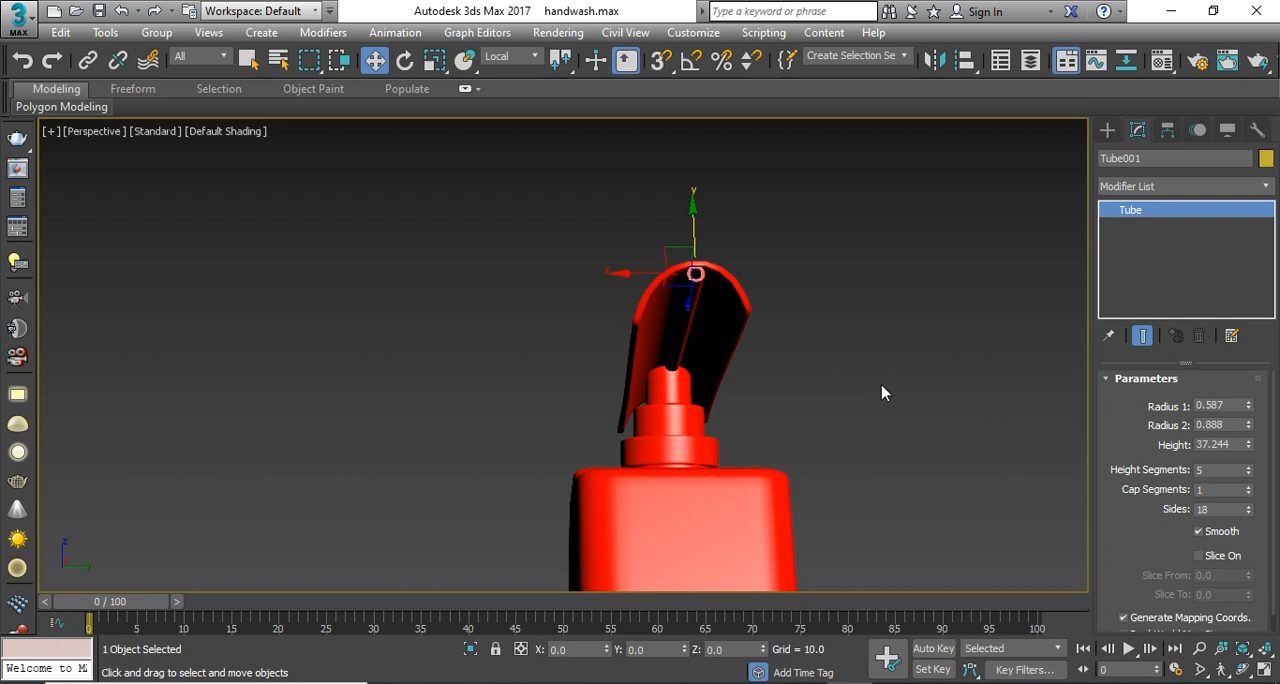 3 MAX
Workspace: Default
Autodesk 3ds Max 2017 handwash.max
Type a keyword or phrase
Sign In
Edit Tools Group Views Create Modifiers Animation Graph Editors Rendering Civil View Customize Scripting Content Help
All
Local
Create Selection Se
Modeling Freeform Selection Object Paint Populate
Polygon Modeling
[+] [Perspective] [Standard] [Default Shading]
Tube001
Modifier List
Tube
y
x
Parameters
Radius 1: 0.587
Radius 2: 0.888
Height: 37.244
Height Segments: 5
Cap Segments: 1
Sides: 18
Smooth
Slice On
Slice From: 0.0
Slice To: 0.0
Generate Mapping Coords.
z
y
< 0 / 100 >
0 5 10 15 20 25 30 35 40 45 50 55 60 65 70 75 80 85 90 95 100
1 Object Selected
X: 0.0 Y: 0.0 Z: 0.0 Grid = 10.0
Auto Key Selected
Welcome to M
Click and drag to select and move objects
Add Time Tag
Set Key Key Filters...
0